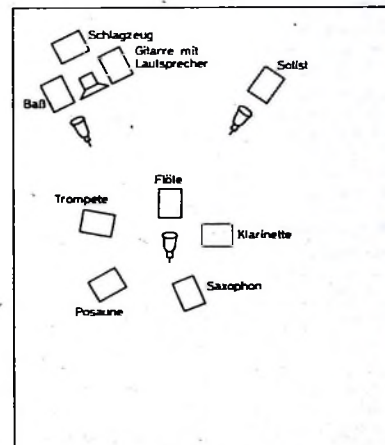 Schlagzeug
Gitarre mit
Lautsprecher
Solist
Baß
Flöte
Trompete
Klarinette
Saxophon
Posaune